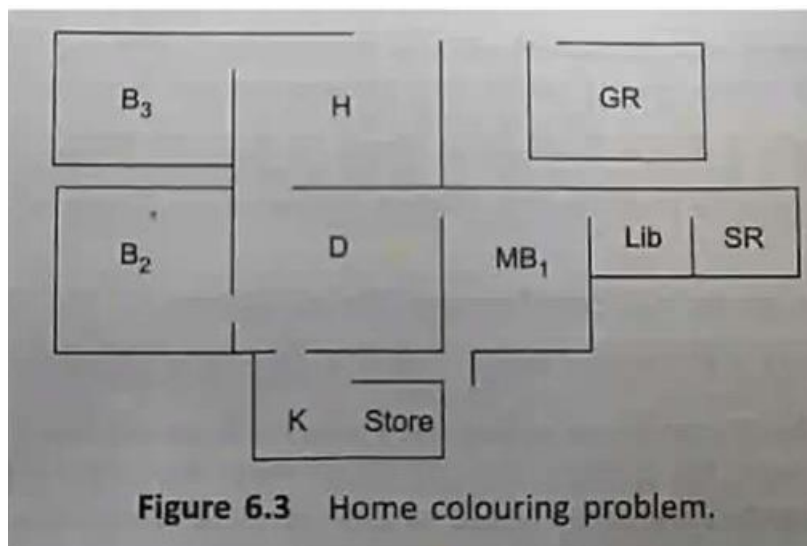 B₃ H GR
B₂ D MB₁ Lib SR
K Store
Figure 6.3 Home colouring problem.